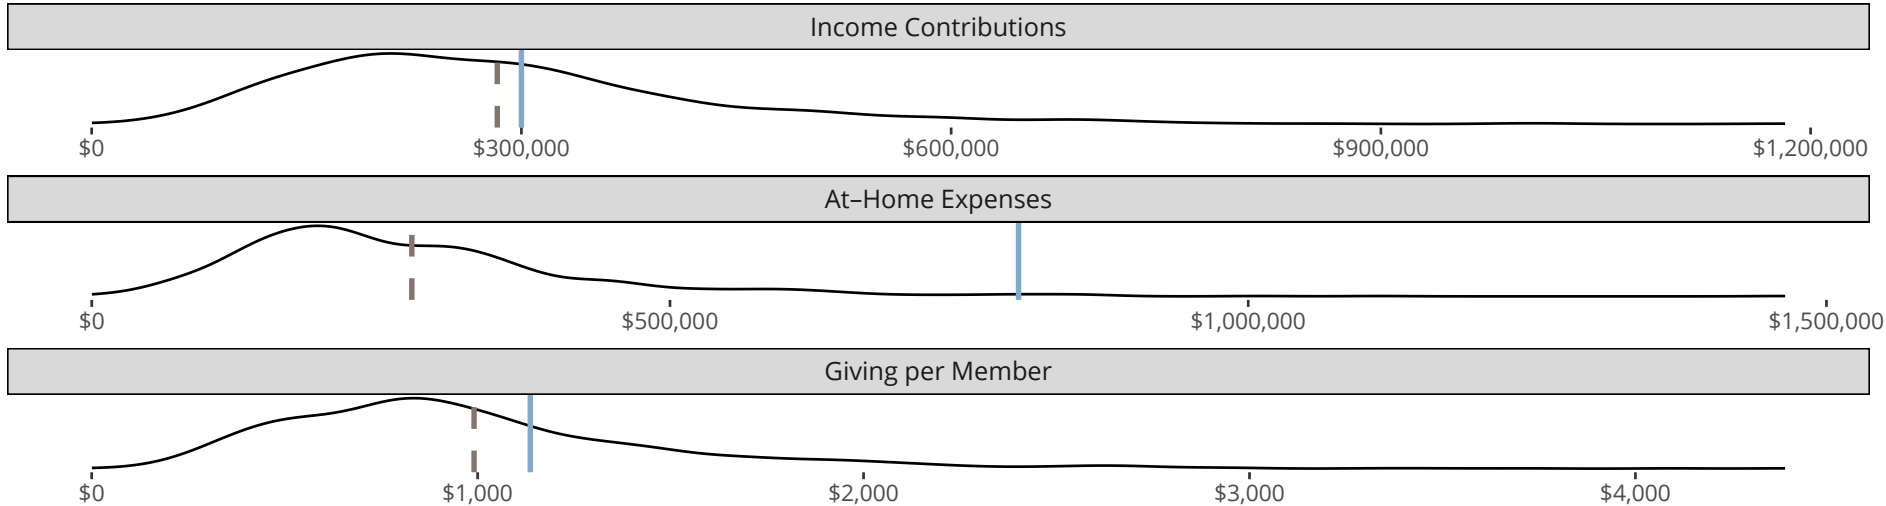 Income Contributions
$0 $300,000 $600,000 $900,000 $1,200,000
At–Home Expenses
$0 $500,000 $1,000,000 $1,500,000
Giving per Member
$0 $1,000 $2,000 $3,000 $4,000